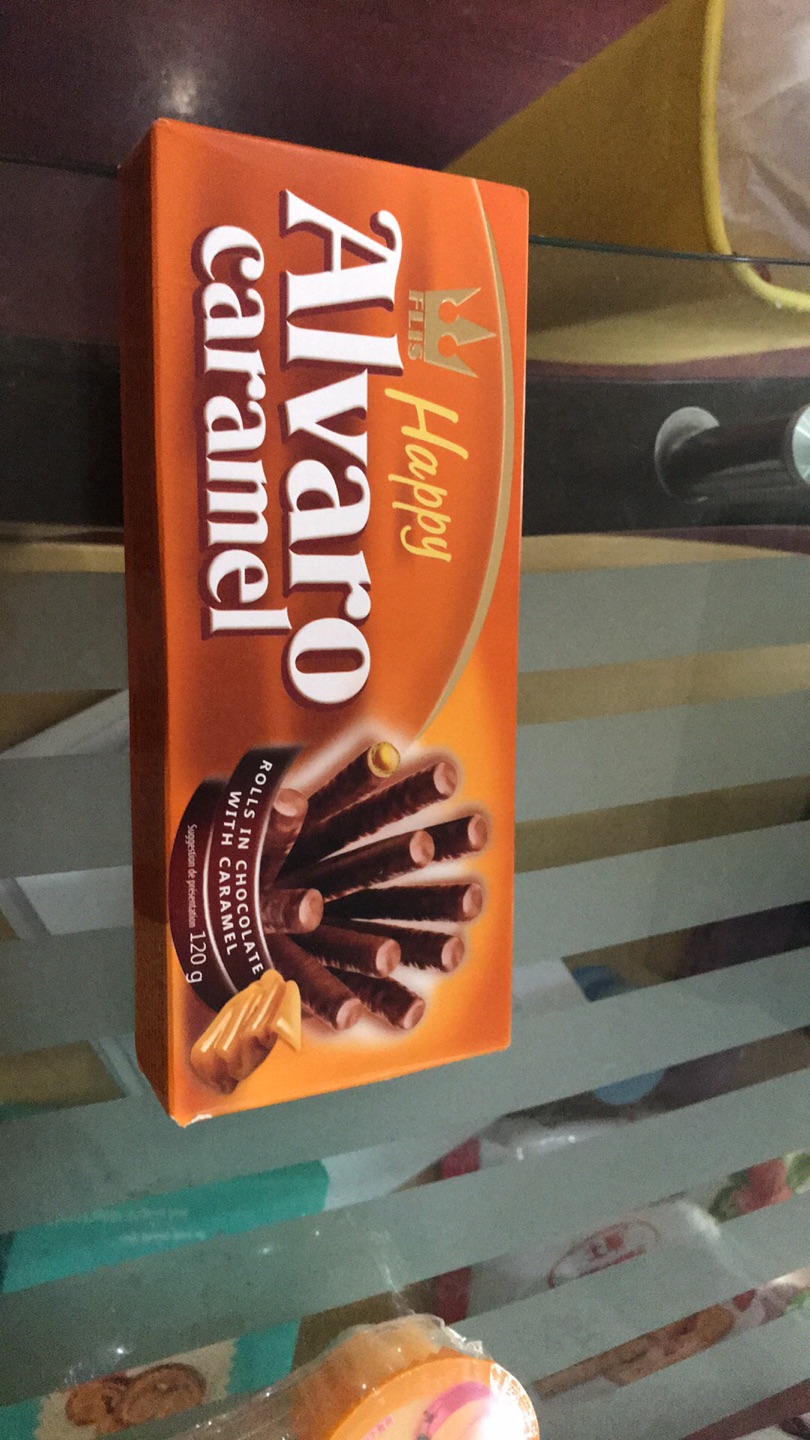 FLIS
Happy
Alvaro
caramel
ROLLS IN CHOCOLATE
WITH CARAMEL
Suggestion de présentation 120 g